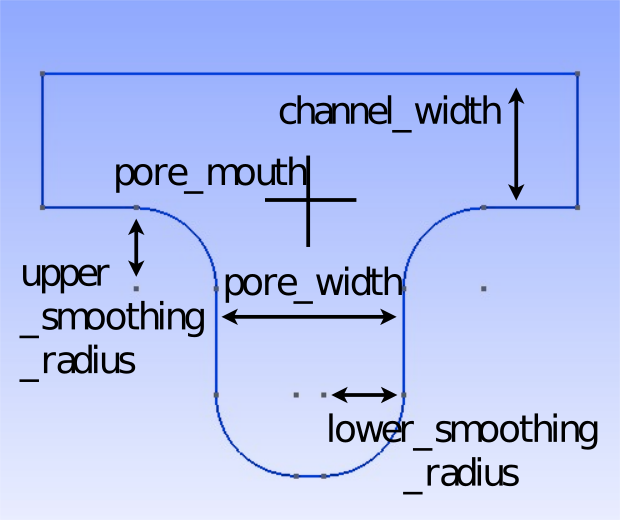 channel_width
pore_mouth
pore_width
upper
_smoothing
_radius
lower_smoothing
_radius